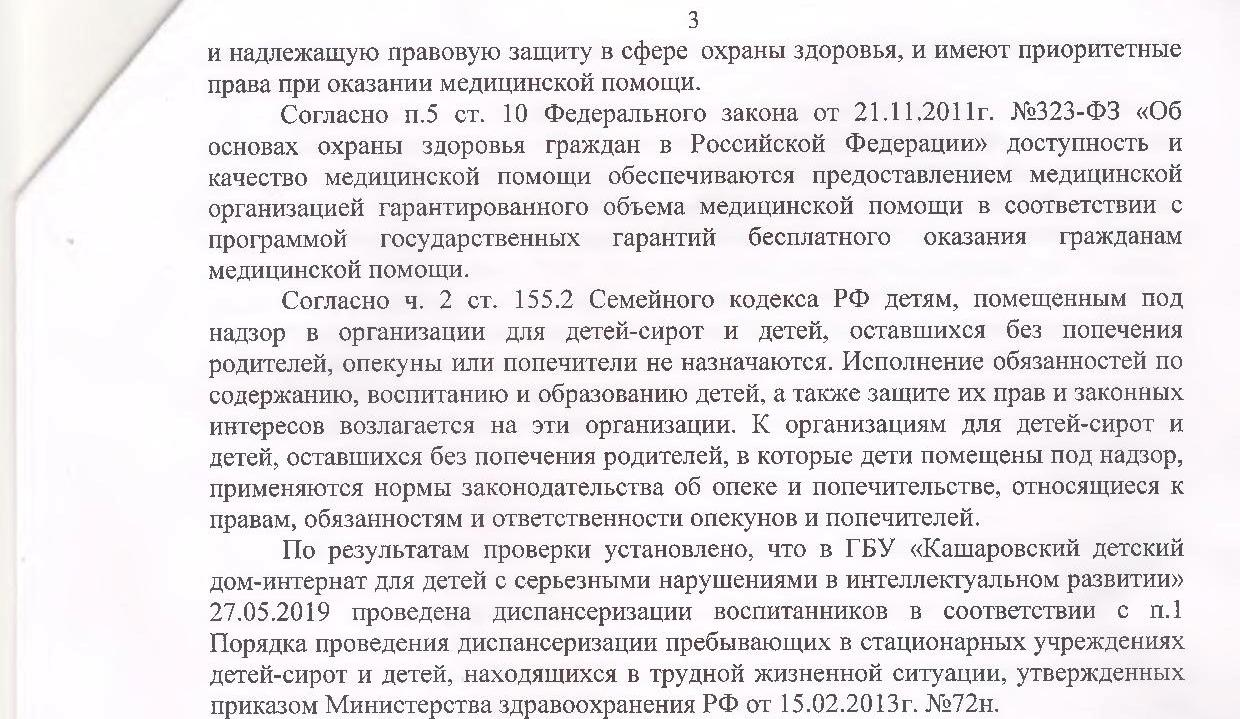 3
и надлежащую правовую защиту в сфере охраны здоровья, и имеют приоритетные
права при оказании медицинской помощи.
Согласно п.5 ст. 10 Федерального закона от 21.11.2011г. №323-ФЗ «Об
основах охраны здоровья граждан в Российской Федерации» доступность и
качество медицинской помощи обеспечиваются предоставлением медицинской
организацией гарантированного объема медицинской помощи в соответствии с
программой государственных гарантий бесплатного оказания гражданам
медицинской помощи.
Согласно ч. 2 ст. 155.2 Семейного кодекса РФ детям, помещенным под
надзор в организации для детей-сирот и детей, оставшихся без попечения
родителей, опекуны или попечители не назначаются. Исполнение обязанностей по
содержанию, воспитанию и образованию детей, а также защите их прав и законных
интересов возлагается на эти организации. К организациям для детей-сирот и
детей, оставшихся без попечения родителей, в которые дети помещены под надзор,
применяются нормы законодательства об опеке и попечительстве, относящиеся к
правам, обязанностям и ответственности опекунов и попечителей.
По результатам проверки установлено, что в ГБУ «Кашаровский детский
дом-интернат для детей с серьезными нарушениями в интеллектуальном развитии»
27.05.2019 проведена диспансеризации воспитанников в соответствии с п.1
Порядка проведения диспансеризации пребывающих в стационарных учреждениях
детей-сирот и детей, находящихся в трудной жизненной ситуации, утвержденных
приказом Министерства здравоохранения РФ от 15.02.2013г. №72н.